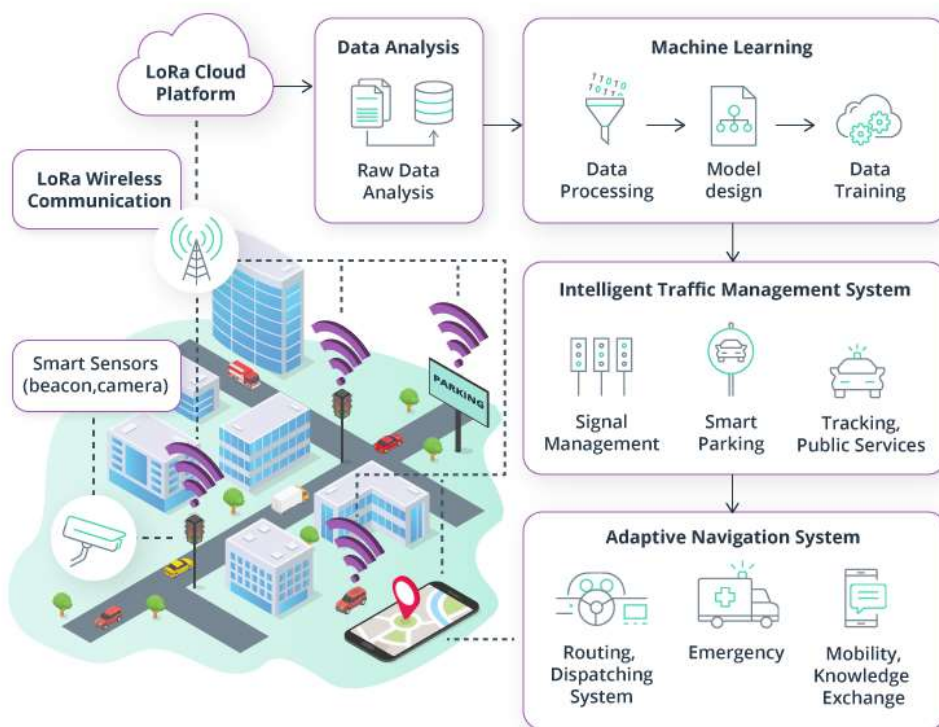 LoRa Cloud
Platform
Data Analysis
Raw Data
Analysis
Machine Learning
TT0T0
T0TT0
Data
Processing
Model
design
Data
Training
LoRa Wireless
Communication
Smart Sensors
(beacon,camera)
PARKING
Intelligent Traffic Management System
Signal
Management
Smart
Parking
Tracking,
Public Services
Adaptive Navigation System
Routing,
Dispatching
System
Emergency
Mobility,
Knowledge
Exchange